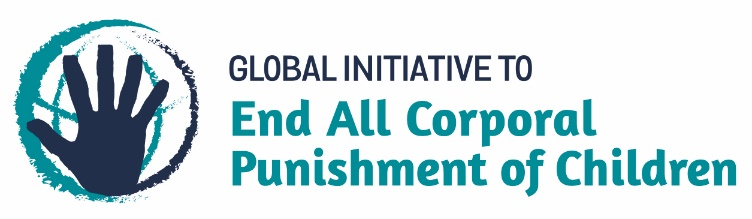 GLOBAL INITIATIVE TO
End All Corporal
Punishment of Children